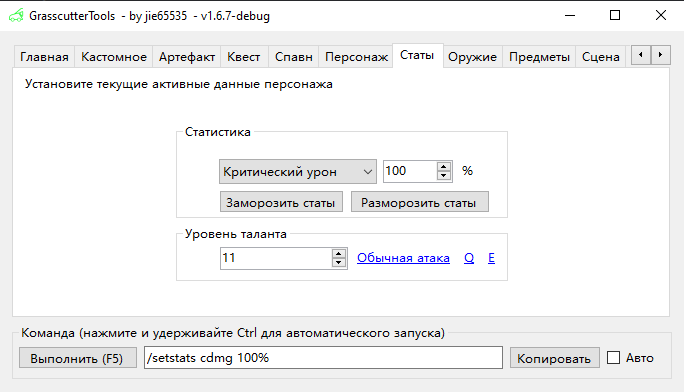 GrasscutterTools - by jie65535 - v1.6.7-debug
Главная Кастомное Артефакт Квест Спавн Персонаж Статы Оружие Предметы Сцена
Установите текущие активные данные персонажа
Статистика
Критический урон 100 %
Заморозить статы Разморозить статы
Уровень таланта
11 Обычная атака Q E
Команда (нажмите и удерживайте Ctrl для автоматического запуска)
Выполнить (F5) /setstats cdmg 100% Копировать Авто